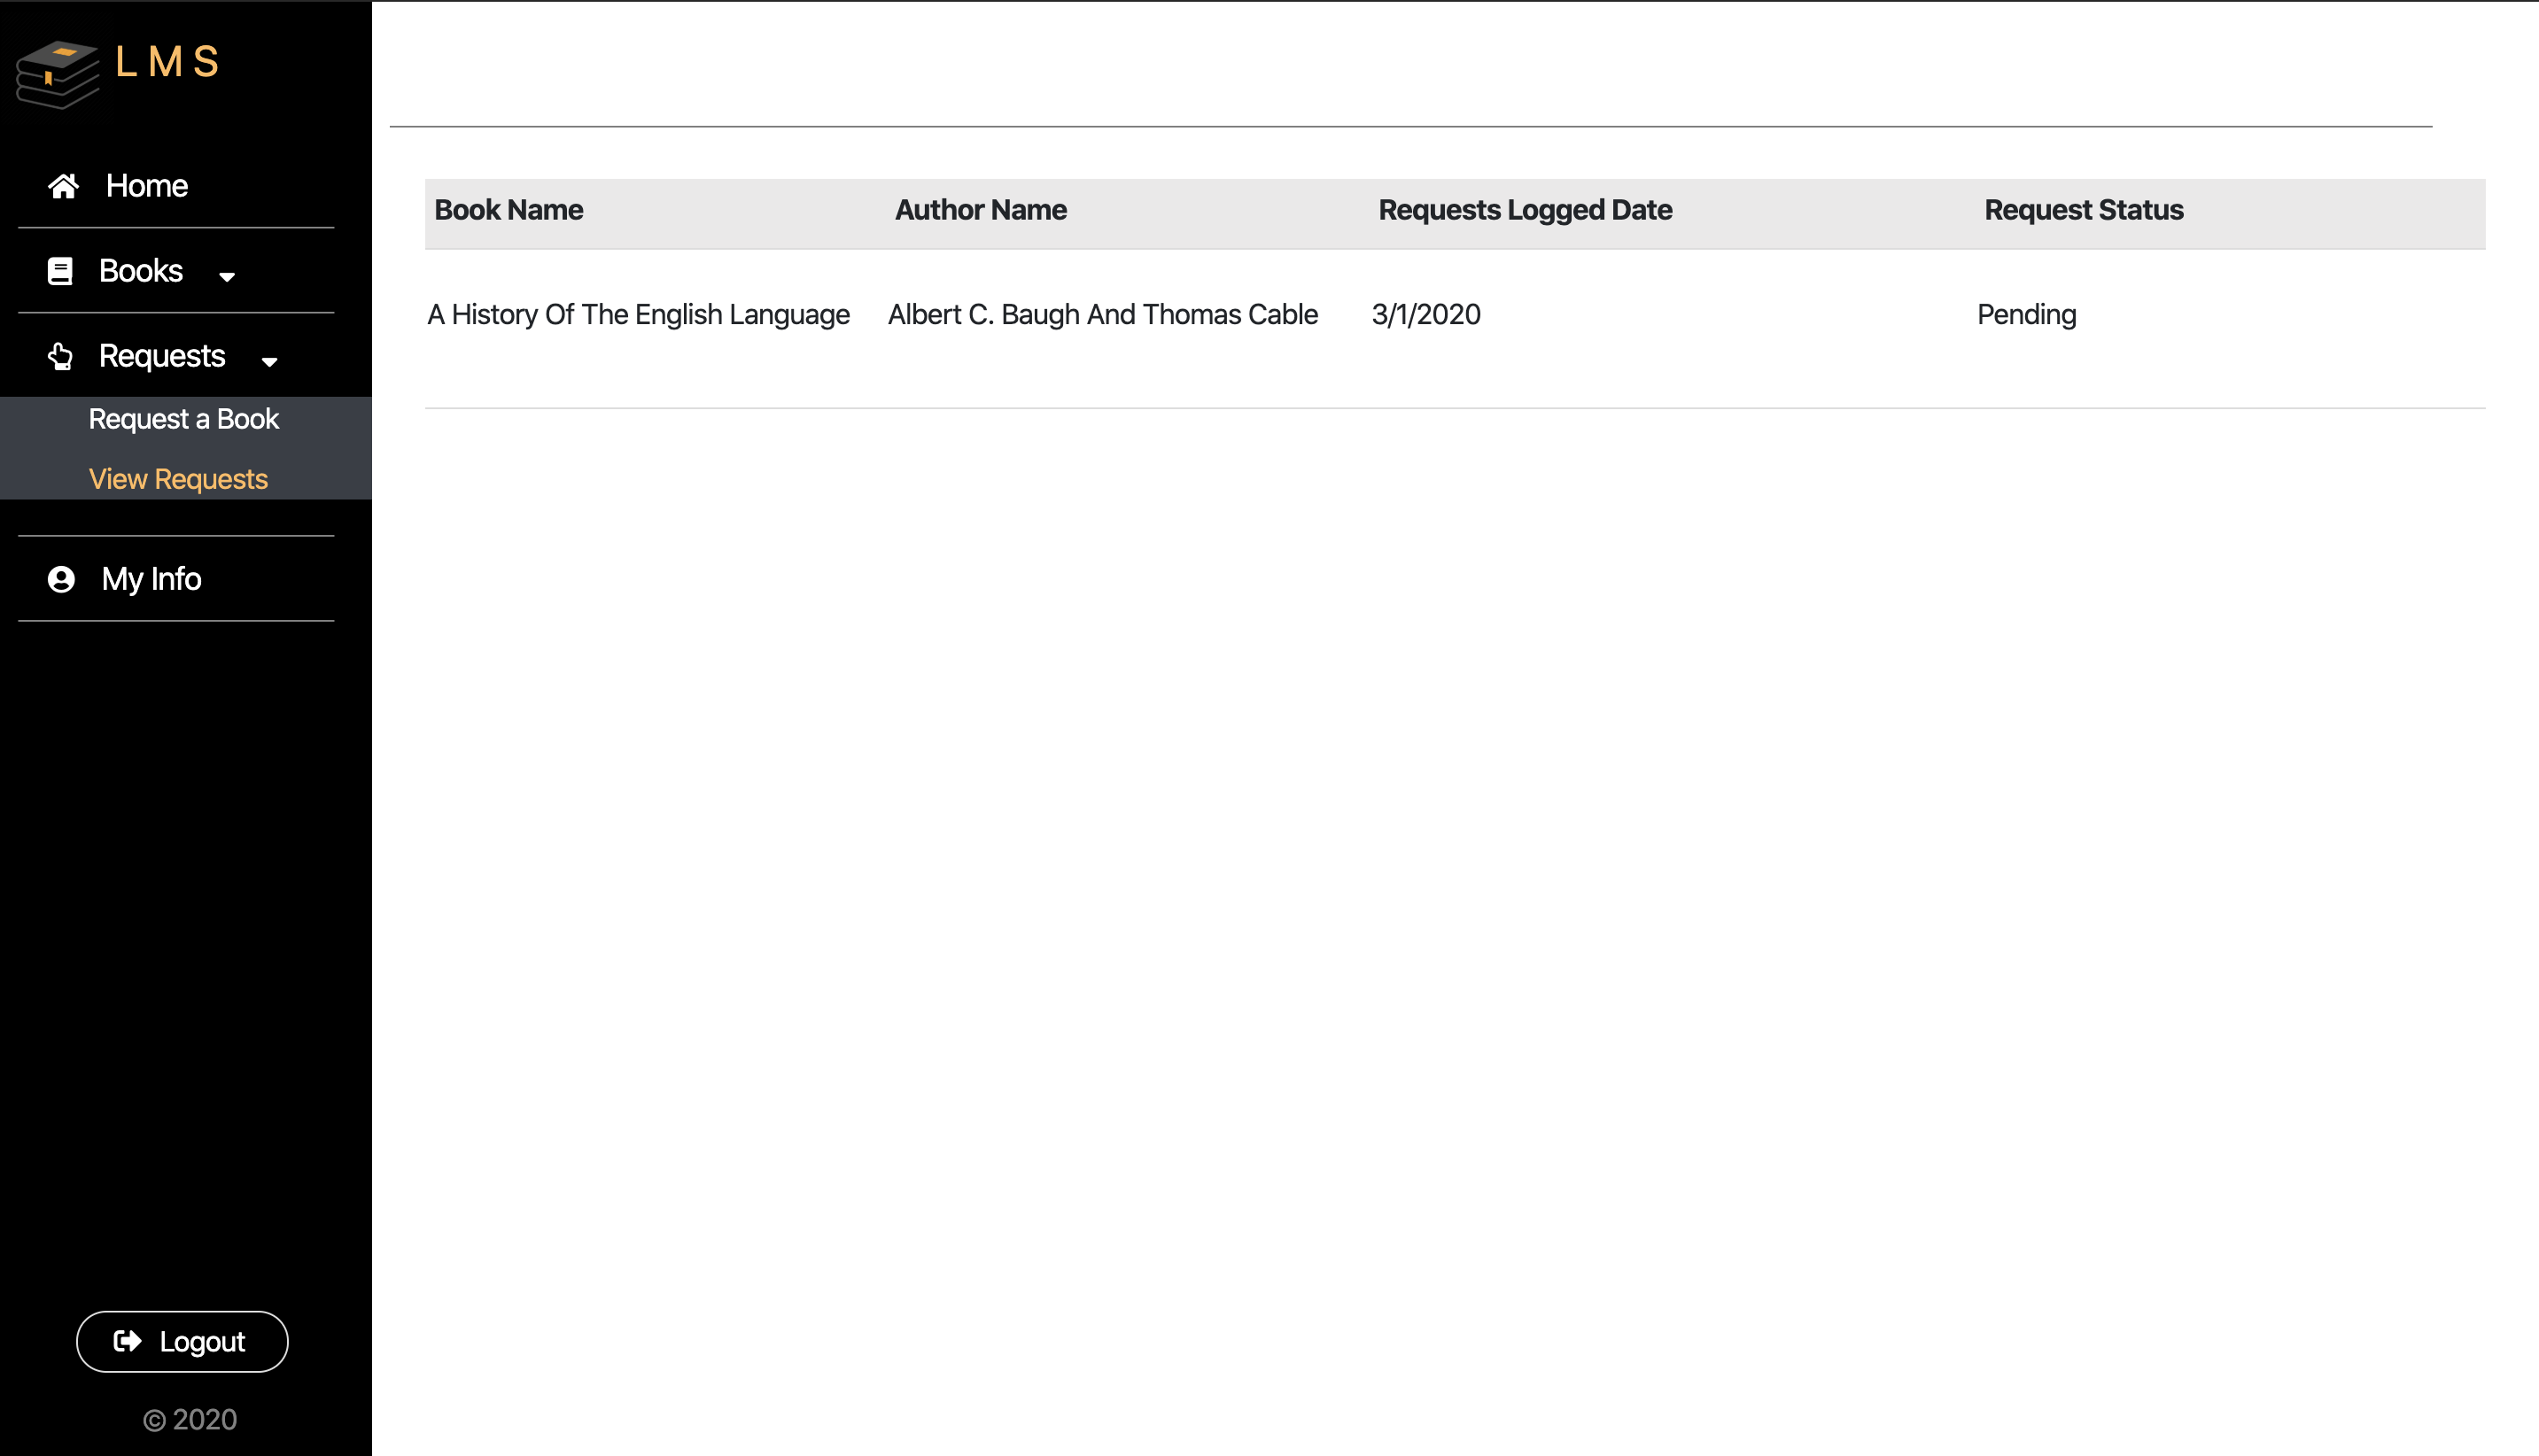 L M S
Home
Books
Requests
Request a Book
View Requests
My Info
Logout
© 2020
Book Name Author Name Requests Logged Date Request Status
A History Of The English Language Albert C. Baugh And Thomas Cable 3/1/2020 Pending